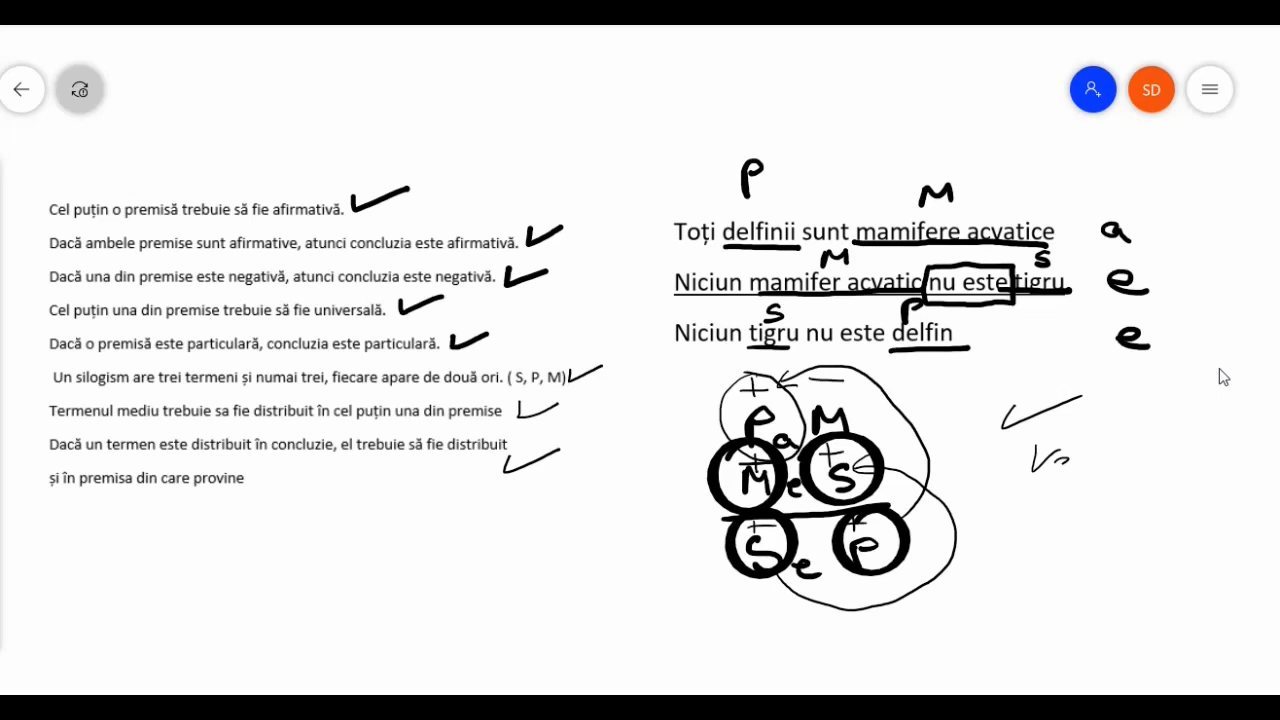 SD
Cel puțin o premisă trebuie să fie afirmativă.
Dacă ambele premise sunt afirmative, atunci concluzia este afirmativă.
Dacă una din premise este negativă, atunci concluzia este negativă.
Cel puțin una din premise trebuie să fie universală.
Dacă o premisă este particulară, concluzia este particulară.
Un silogism are trei termeni și numai trei, fiecare apare de două ori. ( S, P, M)
Termenul mediu trebuie sa fie distribuit în cel puțin una din premise
Dacă un termen este distribuit în concluzie, el trebuie să fie distribuit
și în premisa din care provine
P M
Toți delfinii sunt mamifere acvatice a
M S
Niciun mamifer acvatic nu este tigru e
S P
Niciun tigru nu este delfin e
+ −
P a M
+ +
M e S
+ +
S e P